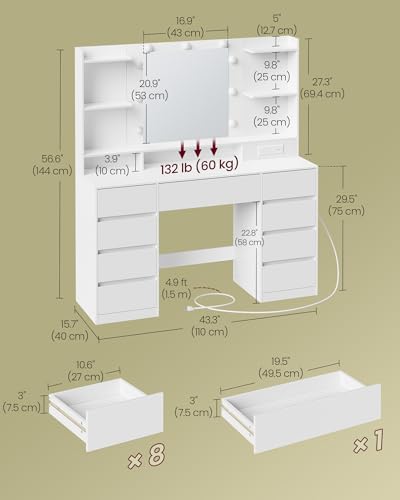 16.9"
(43 cm)
5"
(12.7 cm)
20.9"
(53 cm)
9.8"
(25 cm)
27.3"
(69.4 cm)
9.8"
(25 cm)
56.6"
(144 cm)
3.9"
(10 cm)
132 lb (60 kg)
29.5"
(75 cm)
22.8"
(58 cm)
4.9 ft
(1.5 m)
15.7"
(40 cm)
43.3"
(110 cm)
10.6"
(27 cm)
3"
(7.5 cm)
× 8
19.5"
(49.5 cm)
3"
(7.5 cm)
× 1